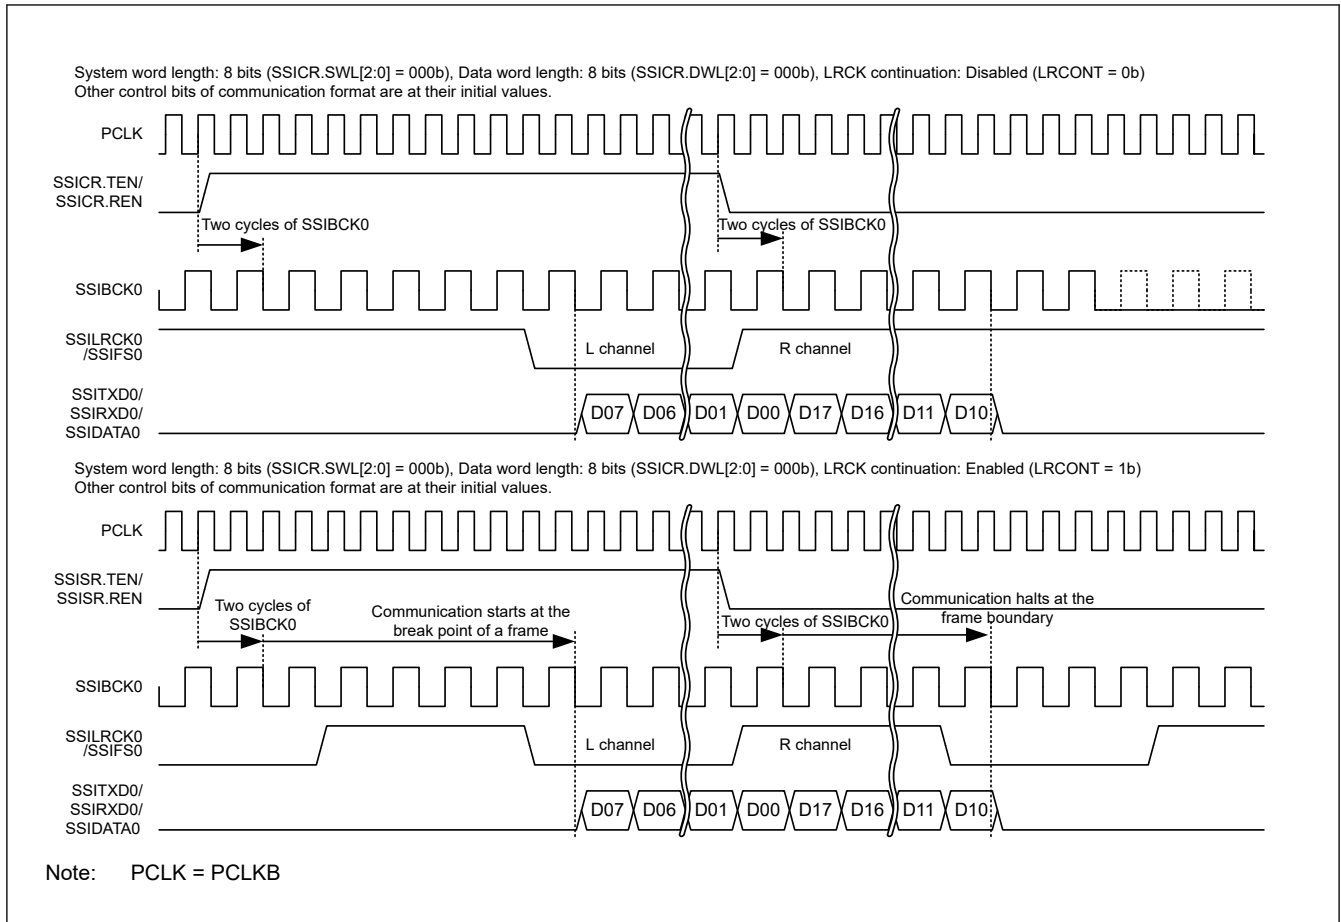 System word length: 8 bits (SSICR.SWL[2:0] = 000b), Data word length: 8 bits (SSICR.DWL[2:0] = 000b), LRCK continuation: Disabled (LRCONT = 0b)
Other control bits of communication format are at their initial values.
PCLK
SSICR.TEN/
SSICR.REN
Two cycles of SSIBCK0 Two cycles of SSIBCK0
SSIBCK0
SSILRCK0
/SSIFS0
L channel R channel
SSITXD0/
SSIRXD0/
SSIDATA0
D07 D06 D01 D00 D17 D16 D11 D10
System word length: 8 bits (SSICR.SWL[2:0] = 000b), Data word length: 8 bits (SSICR.DWL[2:0] = 000b), LRCK continuation: Enabled (LRCONT = 1b)
Other control bits of communication format are at their initial values.
PCLK
SSISR.TEN/
SSISR.REN
Two cycles of
SSIBCK0
Communication starts at the
break point of a frame
Two cycles of SSIBCK0
Communication halts at the
frame boundary
SSIBCK0
SSILRCK0
/SSIFS0
L channel R channel
SSITXD0/
SSIRXD0/
SSIDATA0
D07 D06 D01 D00 D17 D16 D11 D10
Note: PCLK = PCLKB